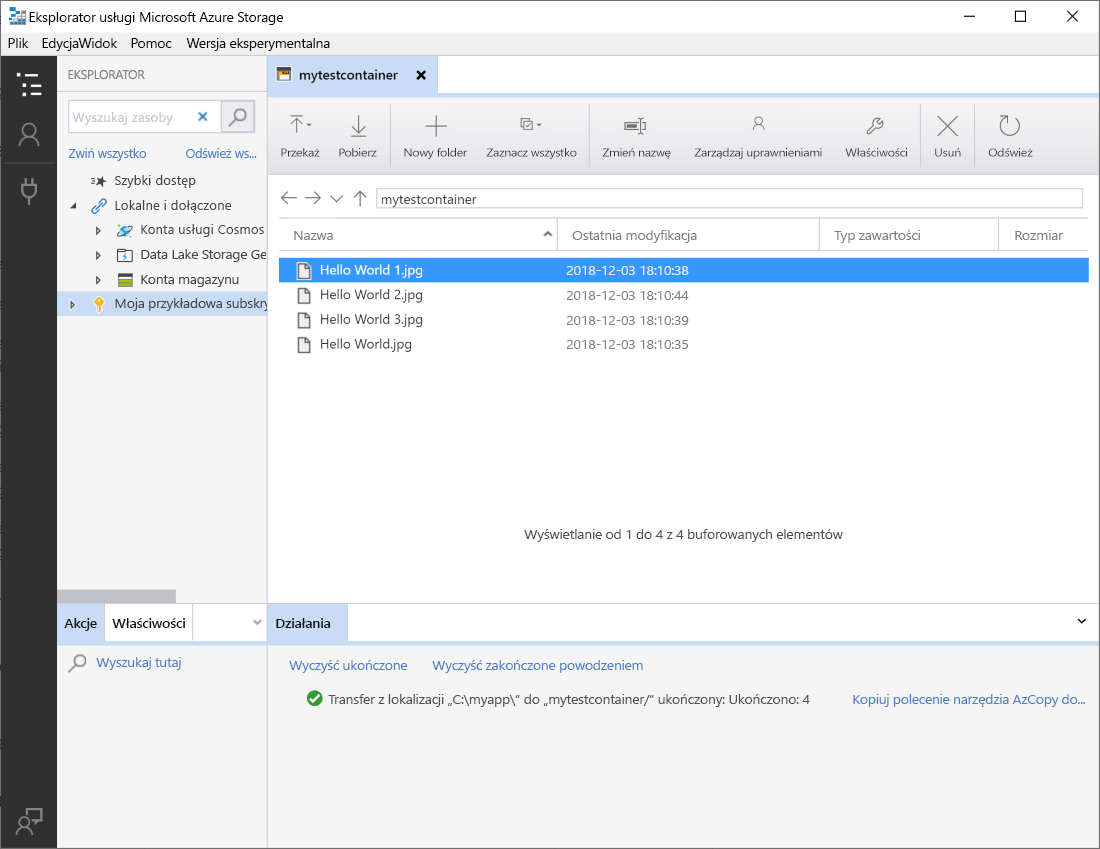 Eksplorator usługi Microsoft Azure Storage
Plik EdycjaWidok Pomoc Wersja eksperymentalna
EKSPLORATOR
Wyszukaj zasoby
Zwiń wszystko Odśwież ws...
Szybki dostęp
Lokalne i dołączone
Konta usługi Cosmos
Data Lake Storage Ge
Konta magazynu
Moja przykładowa subskry
mytestcontainer
Przekaż Pobierz Nowy folder Zaznacz wszystko Zmień nazwę Zarządzaj uprawnieniami Właściwości Usuń Odśwież
mytestcontainer
Nazwa Ostatnia modyfikacja Typ zawartości Rozmiar
Hello World 1.jpg 2018-12-03 18:10:38
Hello World 2.jpg 2018-12-03 18:10:44
Hello World 3.jpg 2018-12-03 18:10:39
Hello World.jpg 2018-12-03 18:10:35
Wyświetlanie od 1 do 4 z 4 buforowanych elementów
Akcje Właściwości
Wyszukaj tutaj
Działania
Wyczyść ukończone Wyczyść zakończone powodzeniem
Transfer z lokalizacji „C:\myapp\” do „mytestcontainer/” ukończony: Ukończono: 4 Kopiuj polecenie narzędzia AzCopy do...